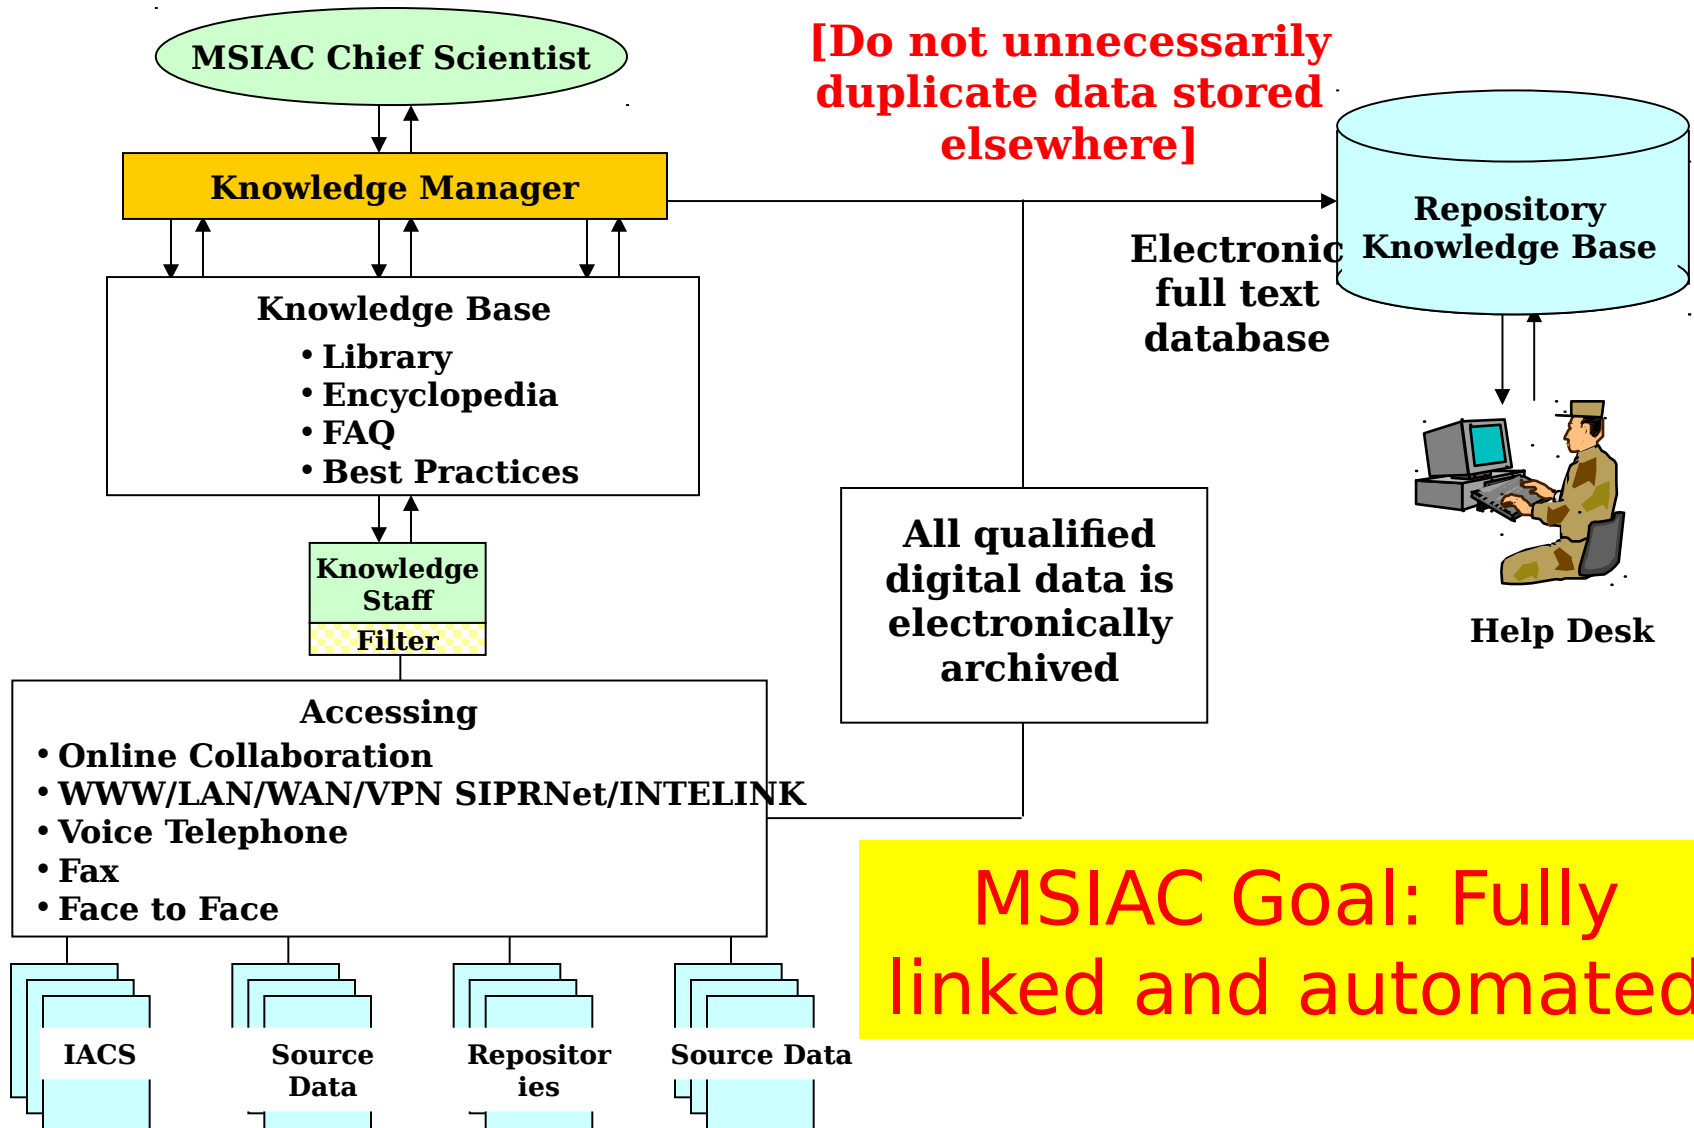 MSIAC Chief Scientist
[Do not unnecessarily
duplicate data stored
elsewhere]
Knowledge Manager
Repository
Knowledge Base
Electronic
full text
database
Knowledge Base
• Library
• Encyclopedia
• FAQ
• Best Practices
Knowledge
Staff
Filter
All qualified
digital data is
electronically
archived
Help Desk
Accessing
• Online Collaboration
• WWW/LAN/WAN/VPN SIPRNet/INTELINK
• Voice Telephone
• Fax
• Face to Face
MSIAC Goal: Fully
linked and automated
IACS
Source
Data
Repositor
ies
Source Data